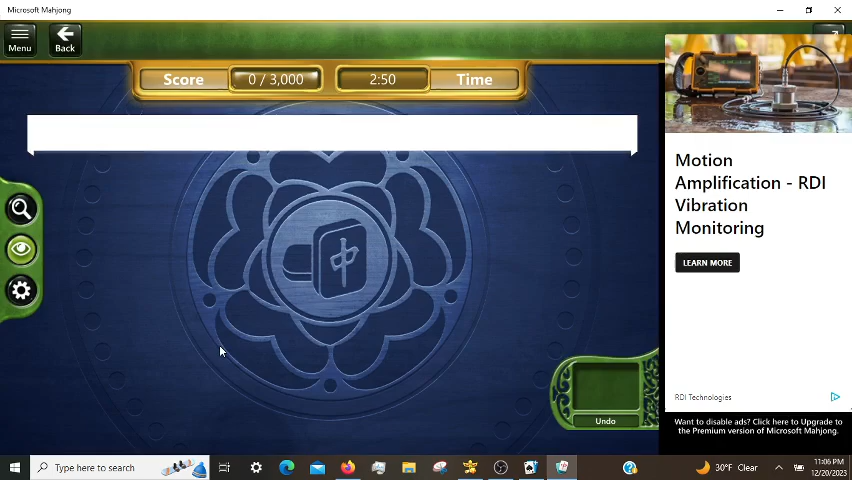 Microsoft Mahjong
Menu
Back
Score 0 / 3,000 2:50 Time
中
Undo
Motion
Amplification - RDI
Vibration
Monitoring
LEARN MORE
RDI Technologies
Want to disable ads? Click here to Upgrade to
the Premium version of Microsoft Mahjong.
Type here to search
30°F Clear
11:06 PM
12/20/2023